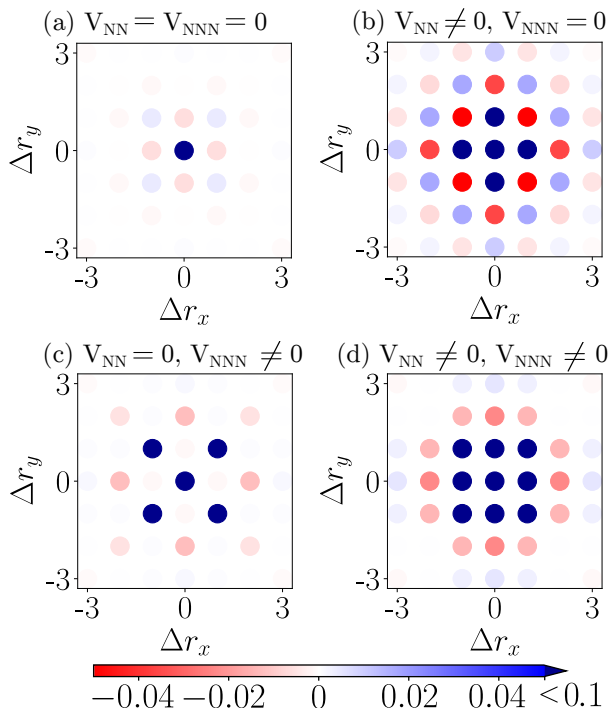 (a) V_NN = V_NNN = 0 (b) V_NN ≠ 0, V_NNN = 0
3 3
Δr_y 0 Δr_y 0
-3 -3
-3 0 3 -3 0 3
Δr_x Δr_x
(c) V_NN = 0, V_NNN ≠ 0 (d) V_NN ≠ 0, V_NNN ≠ 0
3 3
Δr_y 0 Δr_y 0
-3 -3
-3 0 3 -3 0 3
Δr_x Δr_x
−0.04 −0.02 0 0.02 0.04 <0.1